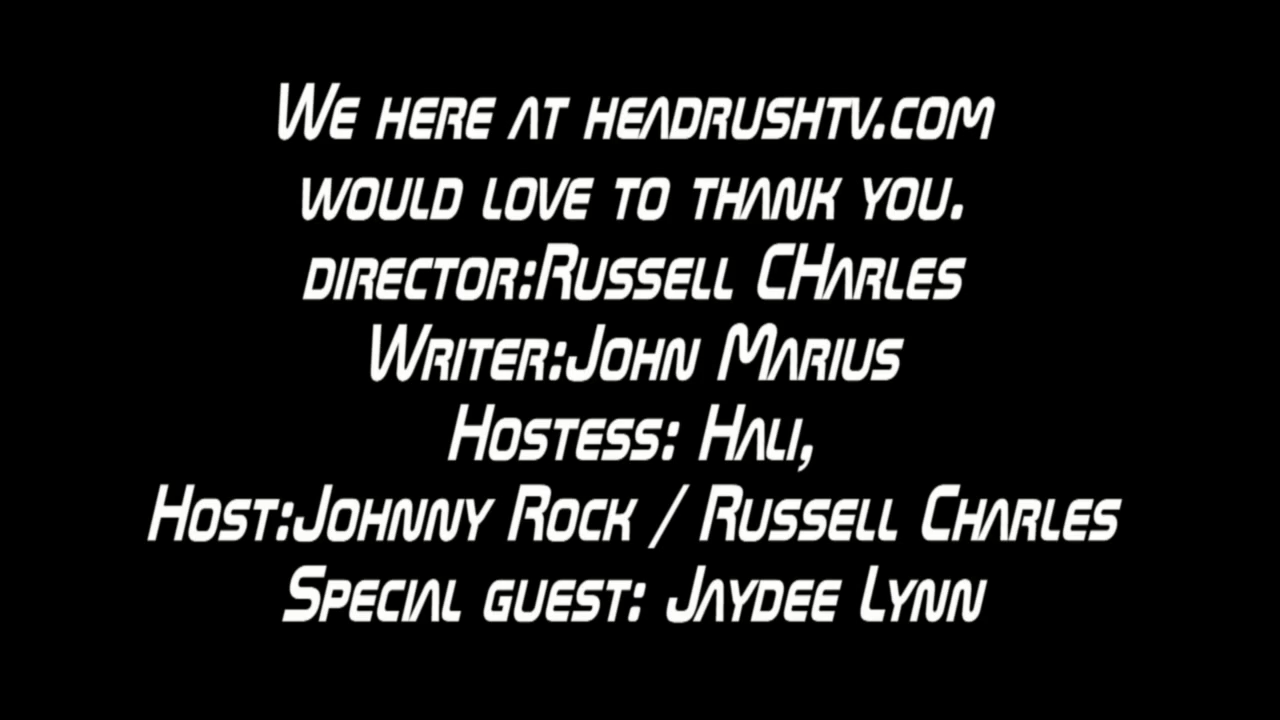 We here at headrushtv.com
would love to thank you.
director:Russell CHarles
Writer:John Marius
Hostess: Hali,
Host:Johnny Rock / Russell Charles
Special guest: Jaydee Lynn